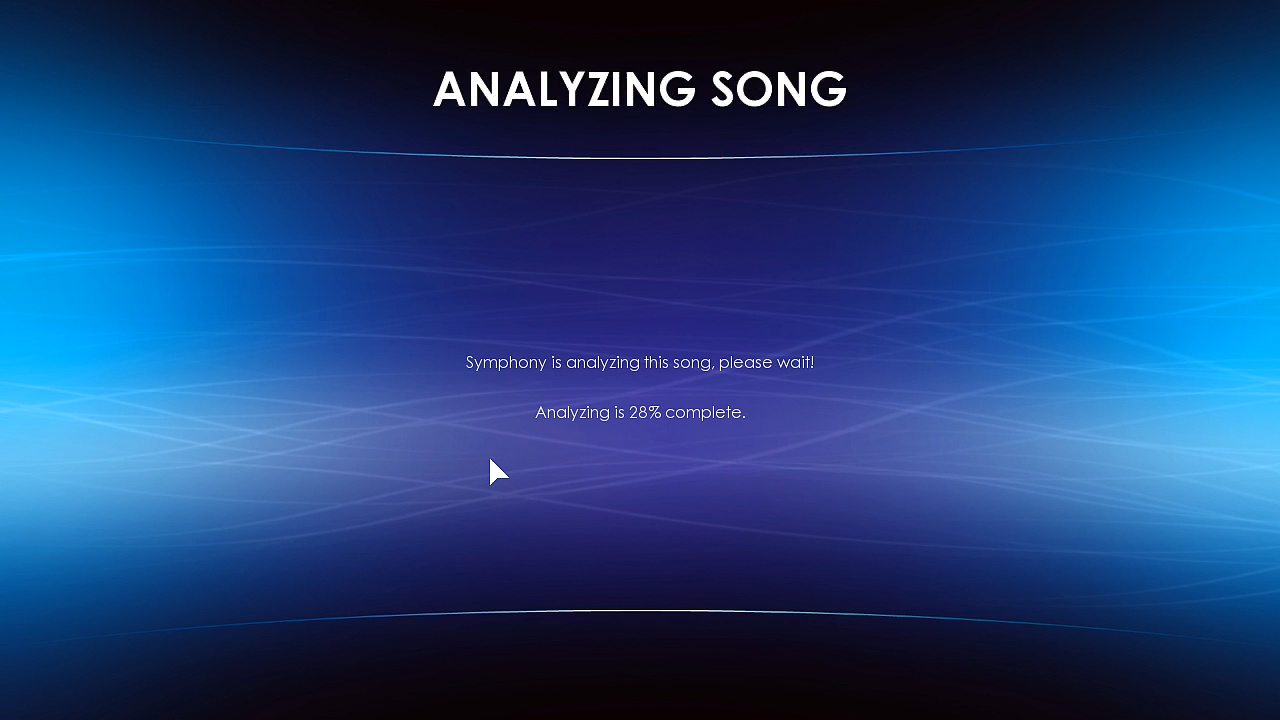 ANALYZING SONG
Symphony is analyzing this song, please wait!
Analyzing is 28% complete.